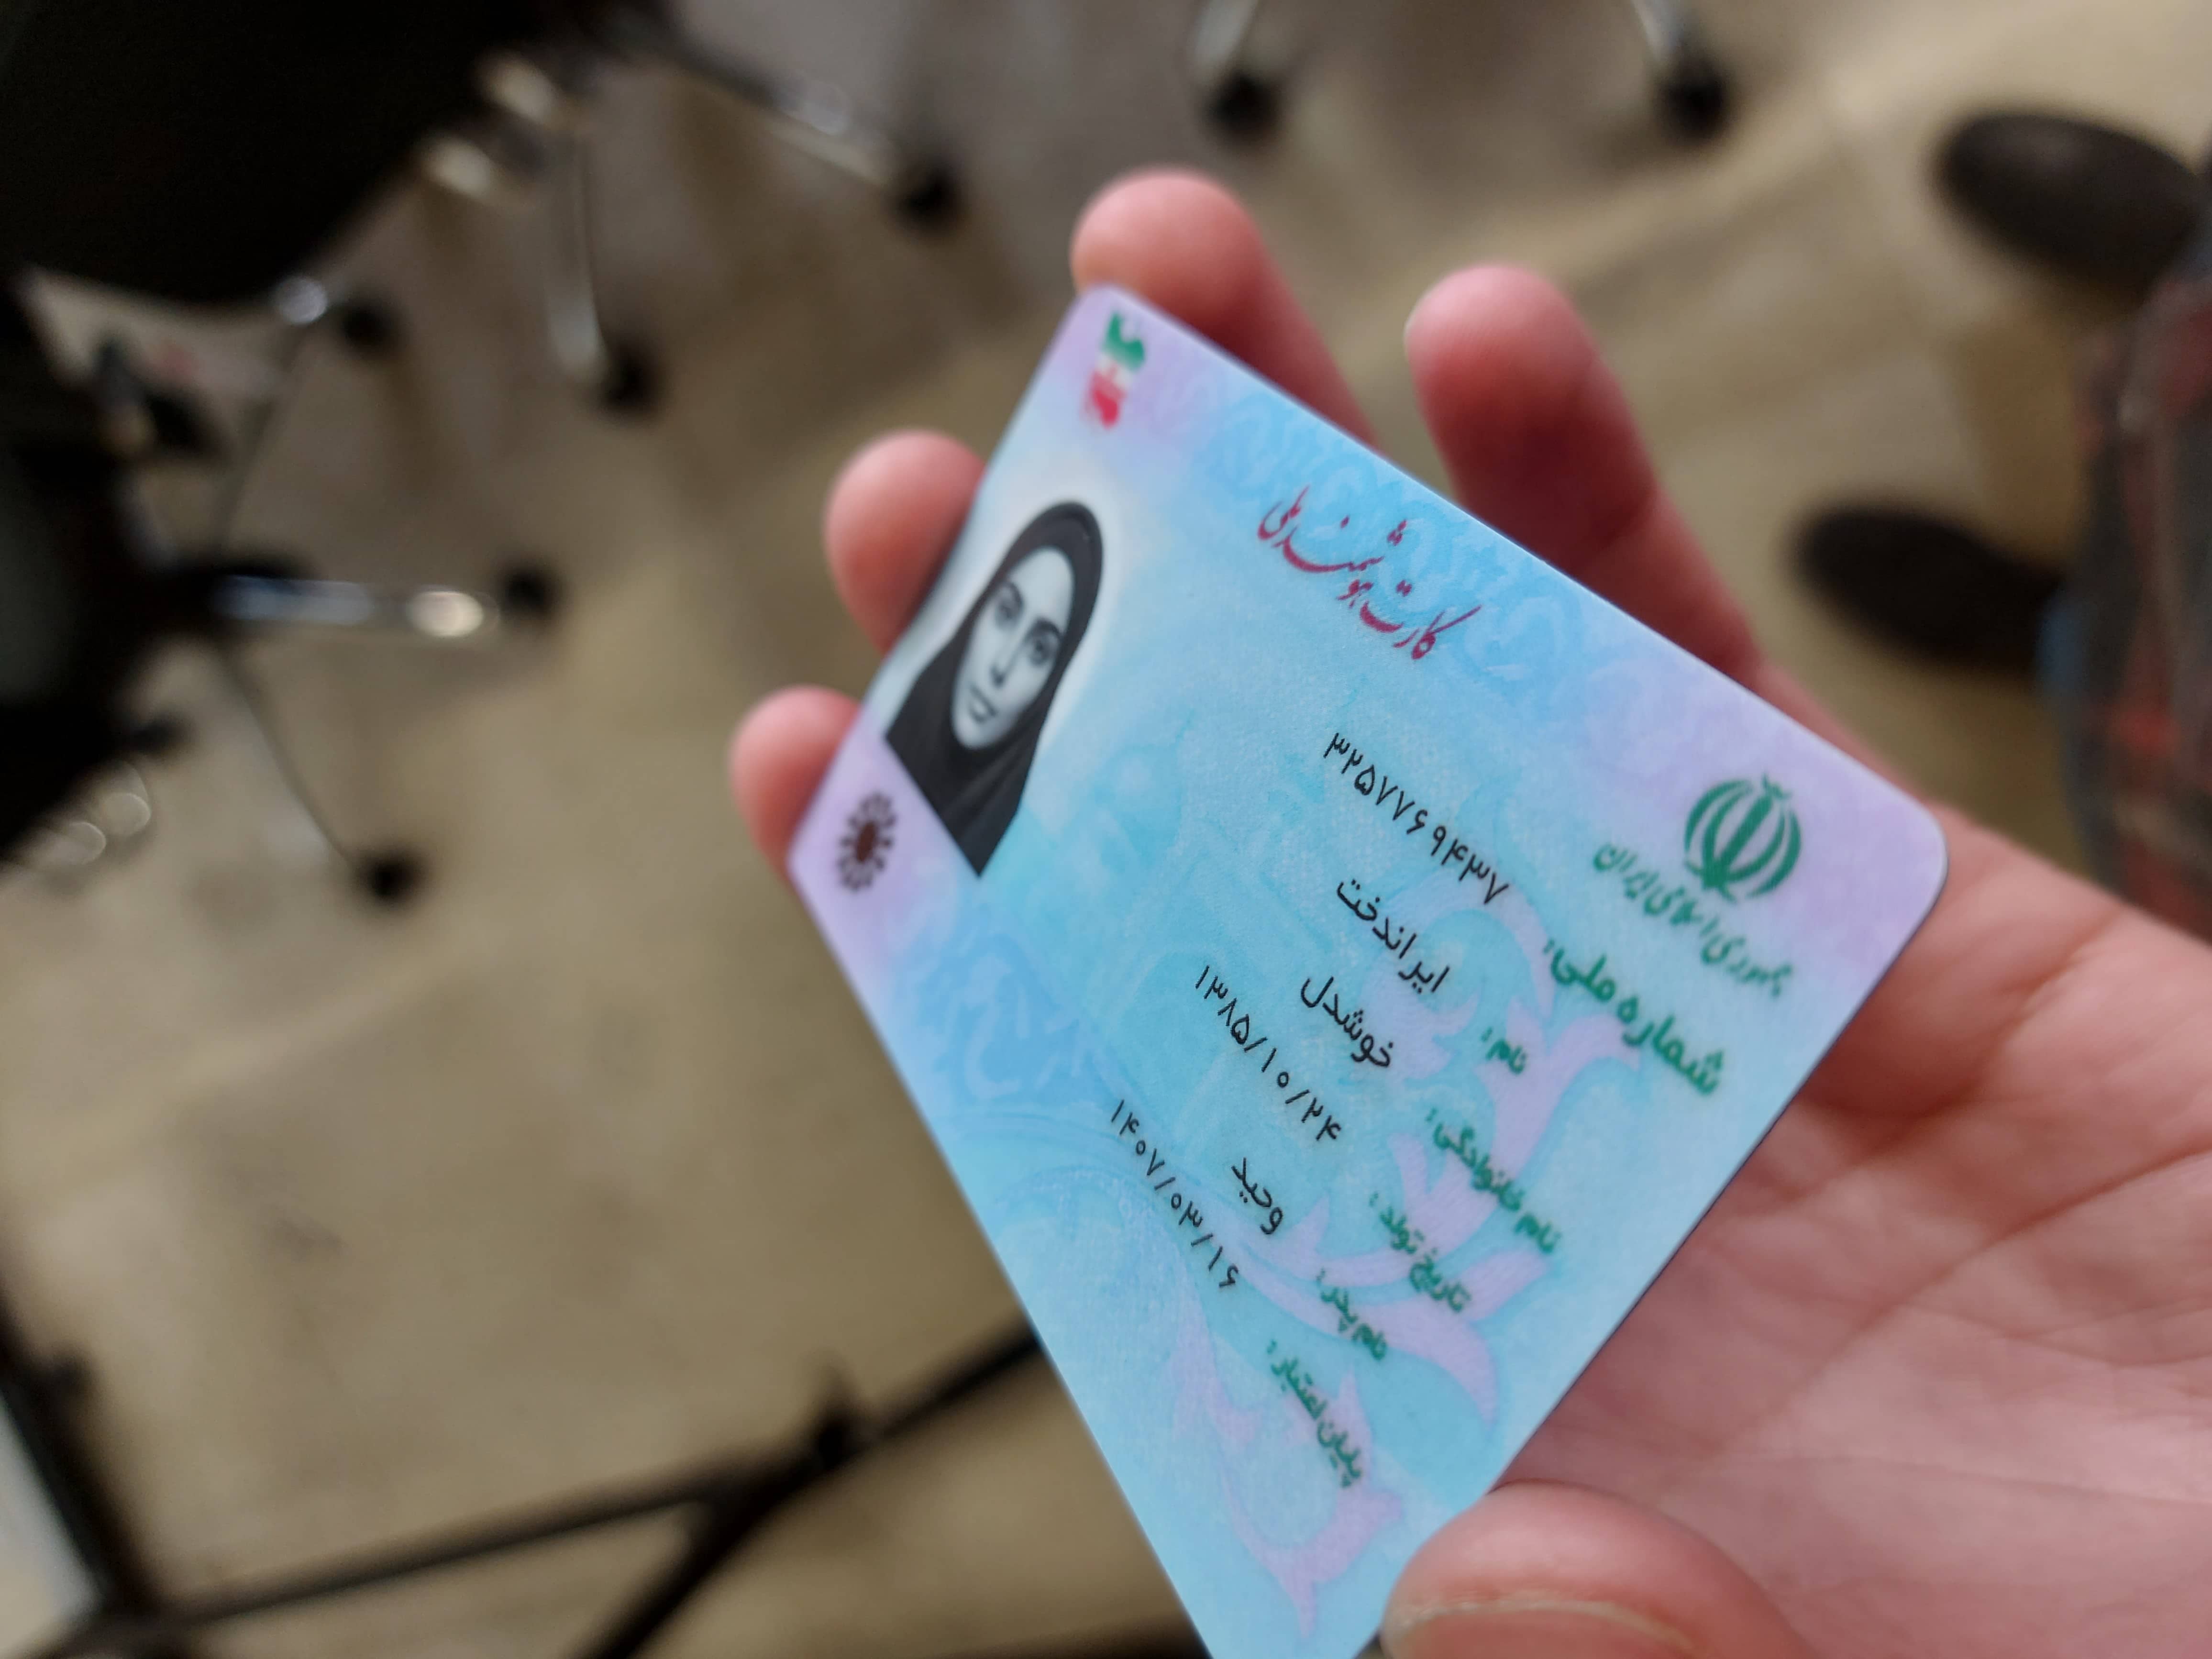 کارت هوشمند ملی
جمهوری اسلامی ایران
شماره ملی: ۳۲۵۷۷۶۹۴۳۷
نام: ایراندخت
نام خانوادگی: خوشدل
تاریخ تولد: ۱۳۸۵/۱۰/۲۴
نام پدر: وحید
پایان اعتبار: ۱۴۰۷/۰۳/۱۶